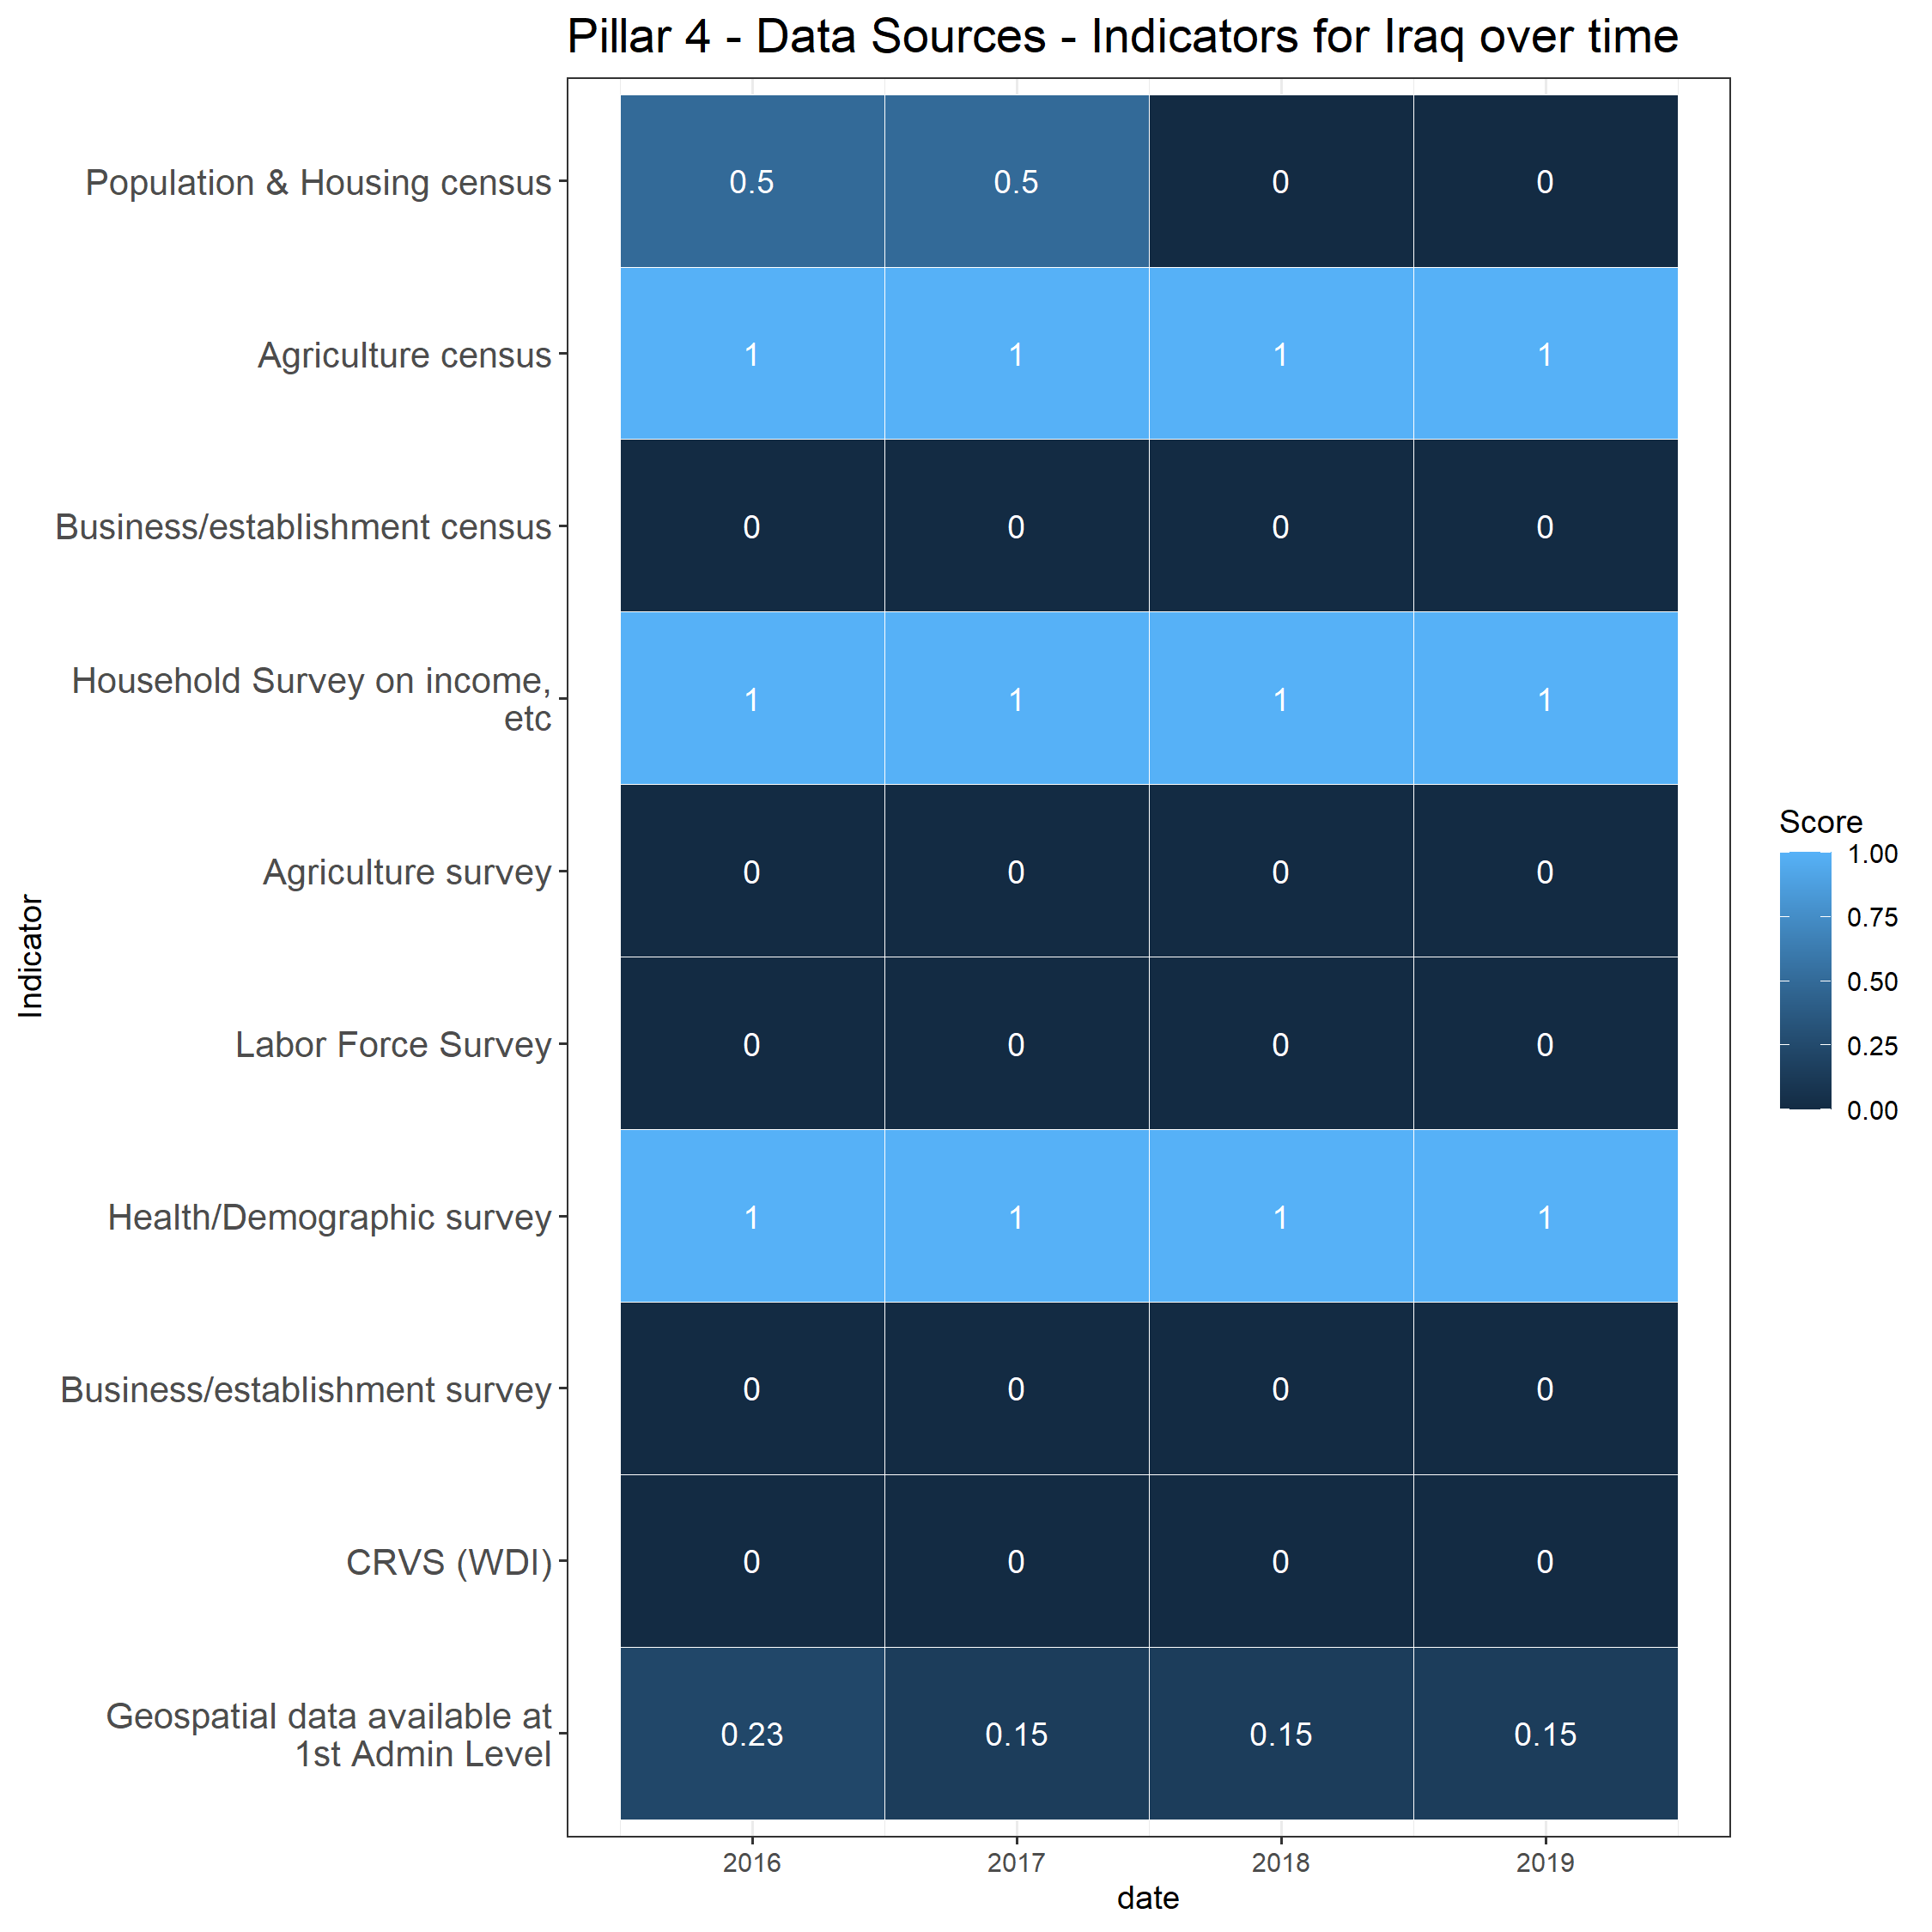 Pillar 4 - Data Sources - Indicators for Iraq over time
Population & Housing census
0.5 0.5 0 0
Agriculture census
1 1 1 1
Business/establishment census
0 0 0 0
Household Survey on income,
etc
1 1 1 1
Agriculture survey
0 0 0 0
Labor Force Survey
0 0 0 0
Health/Demographic survey
1 1 1 1
Business/establishment survey
0 0 0 0
CRVS (WDI)
0 0 0 0
Geospatial data available at
1st Admin Level
0.23 0.15 0.15 0.15
2016 2017 2018 2019
date
Indicator
Score
1.00
0.75
0.50
0.25
0.00